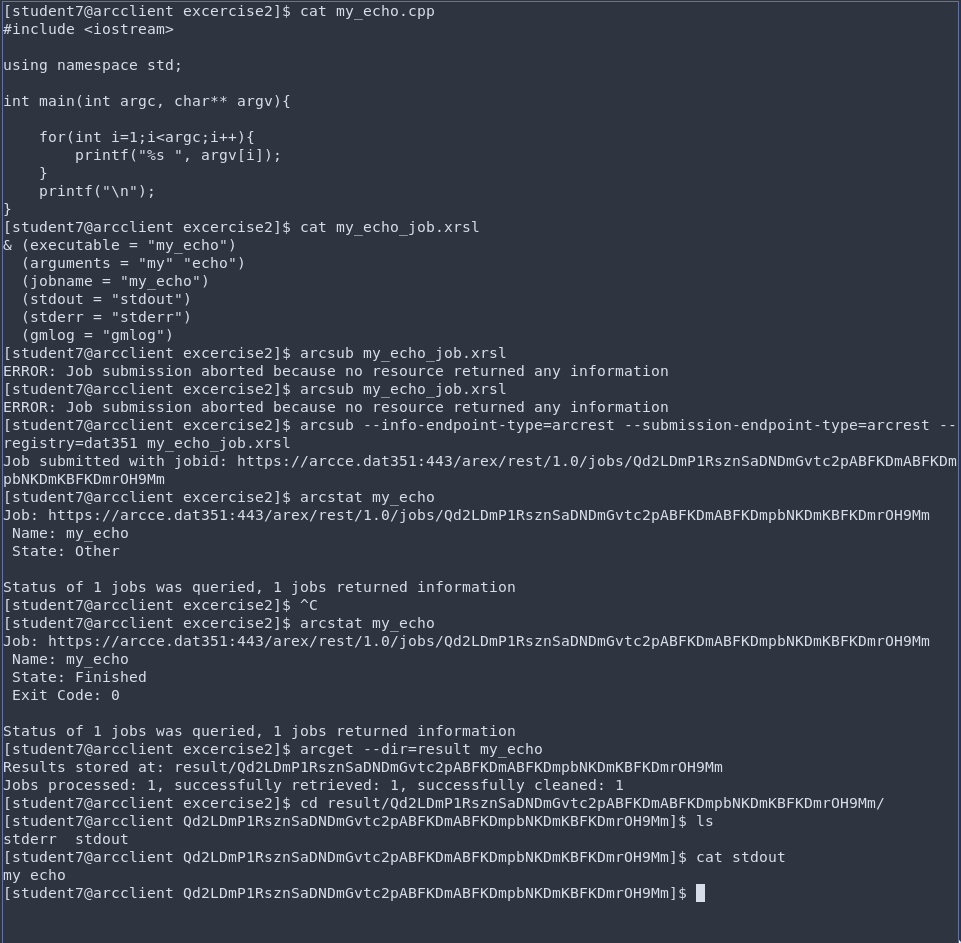 [student7@arcclient excercise2]$ cat my_echo.cpp
#include <iostream>

using namespace std;

int main(int argc, char** argv){

    for(int i=1;i<argc;i++){
        printf("%s ", argv[i]);
    }
    printf("\n");
}
[student7@arcclient excercise2]$ cat my_echo_job.xrsl
& (executable = "my_echo")
  (arguments = "my" "echo")
  (jobname = "my_echo")
  (stdout = "stdout")
  (stderr = "stderr")
  (gmlog = "gmlog")
[student7@arcclient excercise2]$ arcsub my_echo_job.xrsl
ERROR: Job submission aborted because no resource returned any information
[student7@arcclient excercise2]$ arcsub my_echo_job.xrsl
ERROR: Job submission aborted because no resource returned any information
[student7@arcclient excercise2]$ arcsub --info-endpoint-type=arcrest --submission-endpoint-type=arcrest --
registry=dat351 my_echo_job.xrsl
Job submitted with jobid: https://arcce.dat351:443/arex/rest/1.0/jobs/Qd2LDmP1RsznSaDNDmGvtc2pABFKDmABFKDm
pbNKDmKBFKDmrOH9Mm
[student7@arcclient excercise2]$ arcstat my_echo
Job: https://arcce.dat351:443/arex/rest/1.0/jobs/Qd2LDmP1RsznSaDNDmGvtc2pABFKDmABFKDmpbNKDmKBFKDmrOH9Mm
 Name: my_echo
 State: Other

Status of 1 jobs was queried, 1 jobs returned information
[student7@arcclient excercise2]$ ^C
[student7@arcclient excercise2]$ arcstat my_echo
Job: https://arcce.dat351:443/arex/rest/1.0/jobs/Qd2LDmP1RsznSaDNDmGvtc2pABFKDmABFKDmpbNKDmKBFKDmrOH9Mm
 Name: my_echo
 State: Finished
 Exit Code: 0

Status of 1 jobs was queried, 1 jobs returned information
[student7@arcclient excercise2]$ arcget --dir=result my_echo
Results stored at: result/Qd2LDmP1RsznSaDNDmGvtc2pABFKDmABFKDmpbNKDmKBFKDmrOH9Mm
Jobs processed: 1, successfully retrieved: 1, successfully cleaned: 1
[student7@arcclient excercise2]$ cd result/Qd2LDmP1RsznSaDNDmGvtc2pABFKDmABFKDmpbNKDmKBFKDmrOH9Mm/
[student7@arcclient Qd2LDmP1RsznSaDNDmGvtc2pABFKDmABFKDmpbNKDmKBFKDmrOH9Mm]$ ls
stderr  stdout
[student7@arcclient Qd2LDmP1RsznSaDNDmGvtc2pABFKDmABFKDmpbNKDmKBFKDmrOH9Mm]$ cat stdout
my echo
[student7@arcclient Qd2LDmP1RsznSaDNDmGvtc2pABFKDmABFKDmpbNKDmKBFKDmrOH9Mm]$